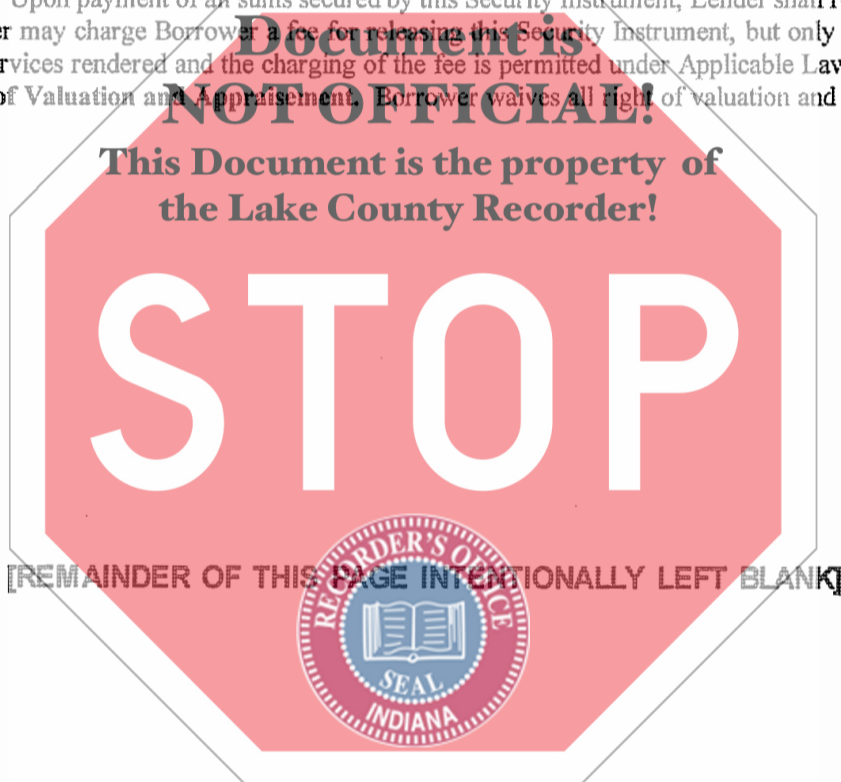 Upon payment of all sums secured by this Security Instrument, Lender shall
er may charge Borrower a fee for releasing this Security Instrument, but only
rvices rendered and the charging of the fee is permitted under Applicable Law
of Valuation and Appraisement. Borrower waives all right of valuation and
Document is
NOT OFFICIAL!
This Document is the property of
the Lake County Recorder!
STOP
[REMAINDER OF THIS PAGE INTENTIONALLY LEFT BLANK]
RECORDER'S OFFICE
SEAL
INDIANA